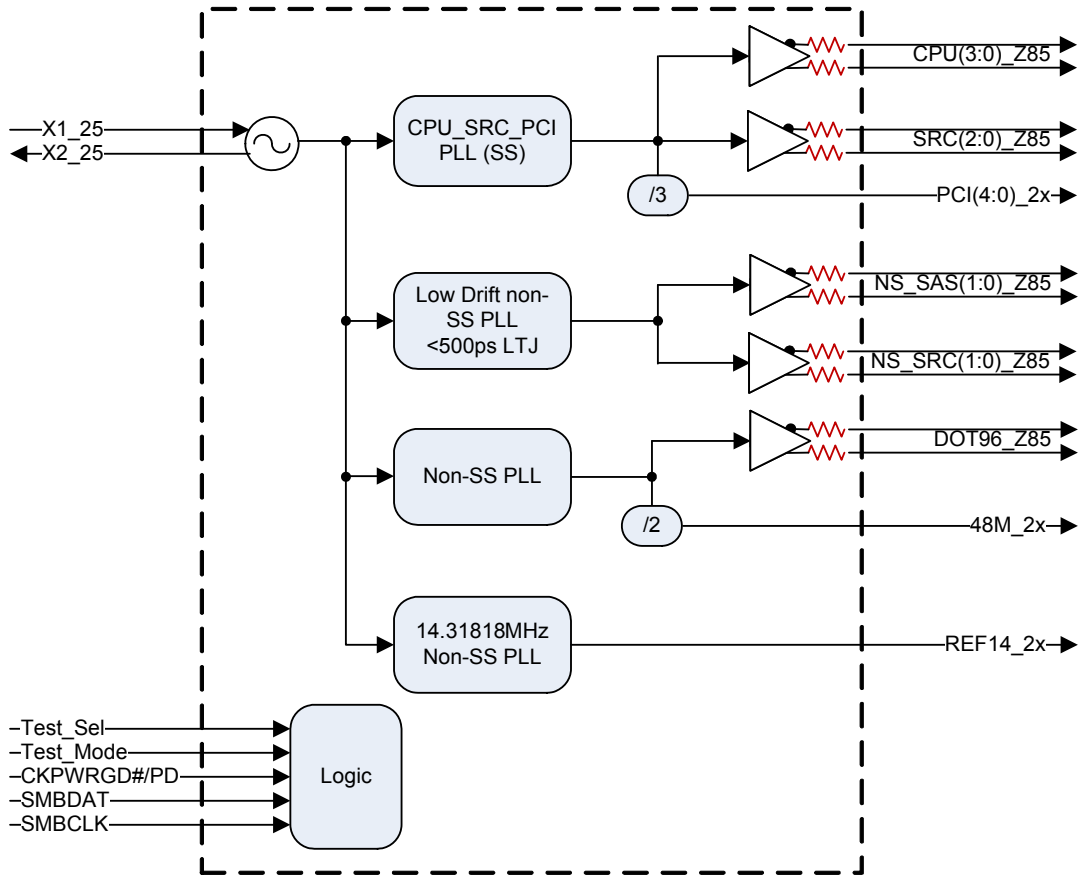 CPU(3:0)_Z85
X1_25
X2_25
CPU_SRC_PCI
PLL (SS)
SRC(2:0)_Z85
/3
PCI(4:0)_2x
Low Drift non-
SS PLL
<500ps LTJ
NS_SAS(1:0)_Z85
NS_SRC(1:0)_Z85
DOT96_Z85
Non-SS PLL
/2
48M_2x
14.31818MHz
Non-SS PLL
REF14_2x
Test_Sel
Test_Mode
CKPWRGD#/PD
SMBDAT
SMBCLK
Logic